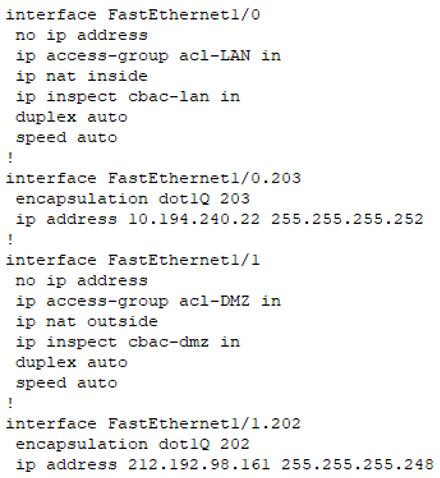 interface FastEthernet1/0
 no ip address
 ip access-group acl-LAN in
 ip nat inside
 ip inspect cbac-lan in
 duplex auto
 speed auto
!
interface FastEthernet1/0.203
 encapsulation dot1Q 203
 ip address 10.194.240.22 255.255.255.252
!
interface FastEthernet1/1
 no ip address
 ip access-group acl-DMZ in
 ip nat outside
 ip inspect cbac-dmz in
 duplex auto
 speed auto
!
interface FastEthernet1/1.202
 encapsulation dot1Q 202
 ip address 212.192.98.161 255.255.255.248